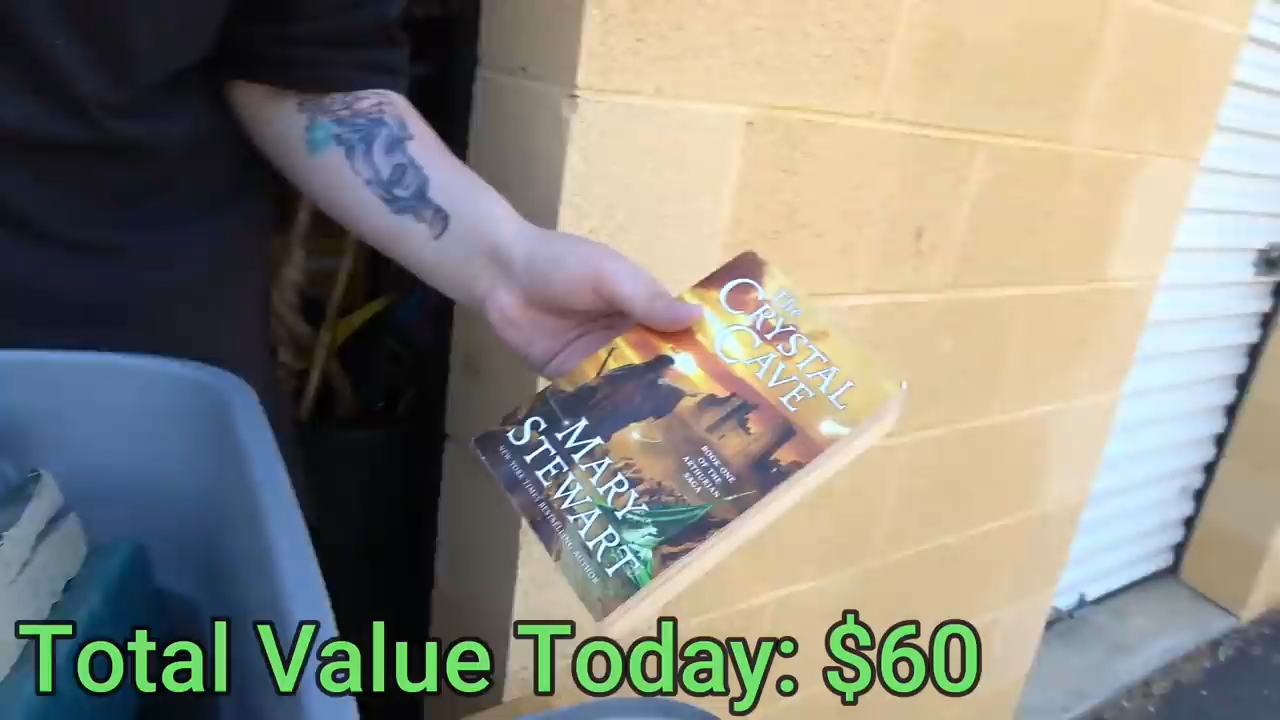 The
CRYSTAL
CAVE
BOOK ONE
OF THE
ARTHURIAN
SAGA
MARY
STEWART
NEW YORK TIMES BESTSELLING AUTHOR
Total Value Today: $60